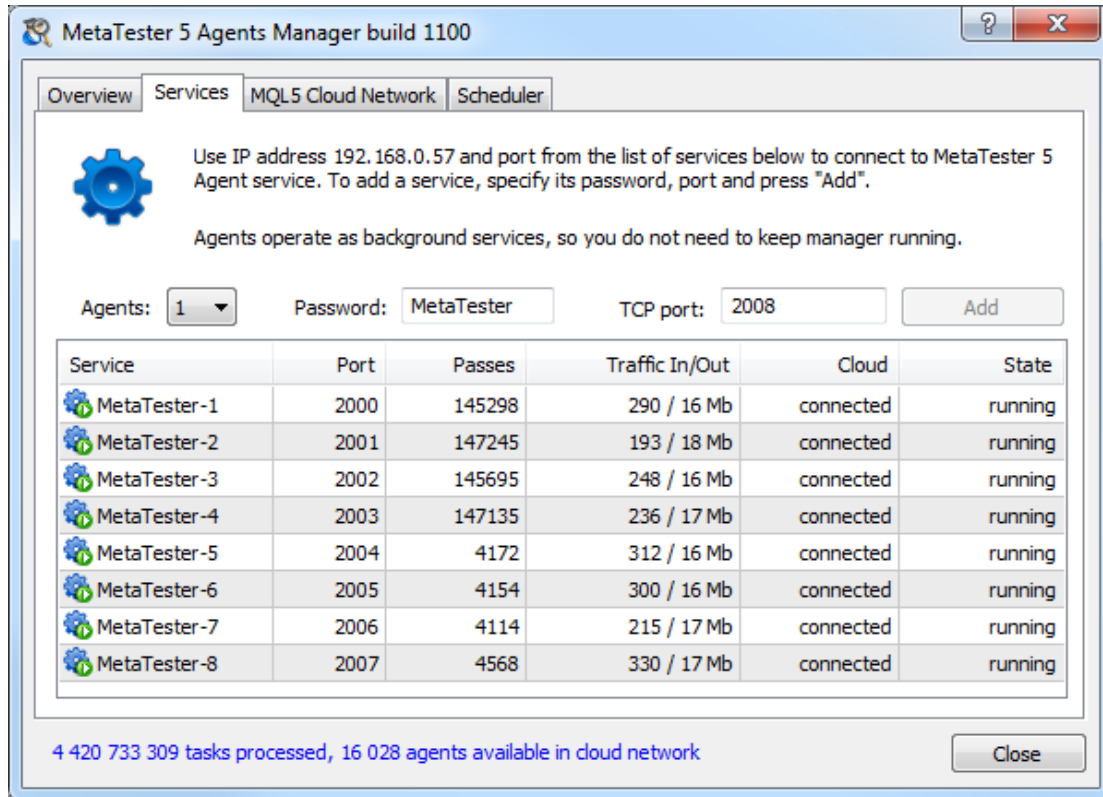 MetaTester 5 Agents Manager build 1100
Overview Services MQL5 Cloud Network Scheduler
Use IP address 192.168.0.57 and port from the list of services below to connect to MetaTester 5
Agent service. To add a service, specify its password, port and press "Add".
Agents operate as background services, so you do not need to keep manager running.
Agents: 1 Password: MetaTester TCP port: 2008 Add
Service Port Passes Traffic In/Out Cloud State
MetaTester-1 2000 145298 290 / 16 Mb connected running
MetaTester-2 2001 147245 193 / 18 Mb connected running
MetaTester-3 2002 145695 248 / 16 Mb connected running
MetaTester-4 2003 147135 236 / 17 Mb connected running
MetaTester-5 2004 4172 312 / 16 Mb connected running
MetaTester-6 2005 4154 300 / 16 Mb connected running
MetaTester-7 2006 4114 215 / 17 Mb connected running
MetaTester-8 2007 4568 330 / 17 Mb connected running
4 420 733 309 tasks processed, 16 028 agents available in cloud network Close